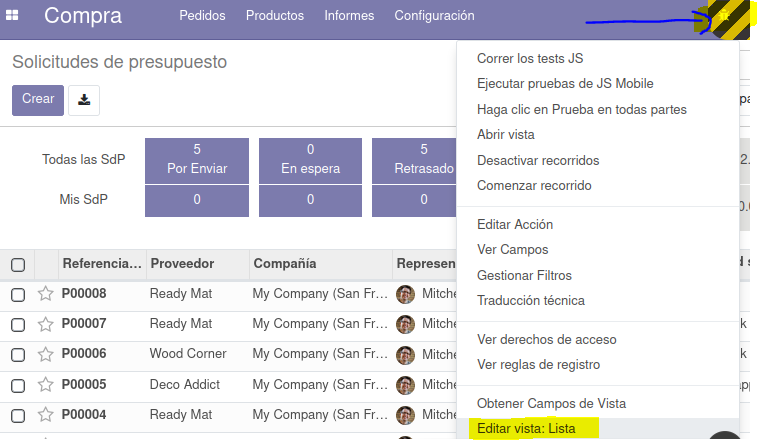 Compra Pedidos Productos Informes Configuración
Solicitudes de presupuesto
Crear
Correr los tests JS
Ejecutar pruebas de JS Mobile
Haga clic en Prueba en todas partes
Abrir vista
Desactivar recorridos
Comenzar recorrido
Editar Acción
Ver Campos
Gestionar Filtros
Traducción técnica
Ver derechos de acceso
Ver reglas de registro
Obtener Campos de Vista
Editar vista: Lista
Todas las SdP 5 Por Enviar 0 En espera 5 Retrasado
Mis SdP 0 0 0
Referencia... Proveedor Compañía Represen
P00008 Ready Mat My Company (San Fr... Mitche
P00007 Ready Mat My Company (San Fr... Mitche
P00006 Wood Corner My Company (San Fr... Mitche
P00005 Deco Addict My Company (San Fr... Mitche
P00004 Ready Mat My Company (San Fr... Mitche